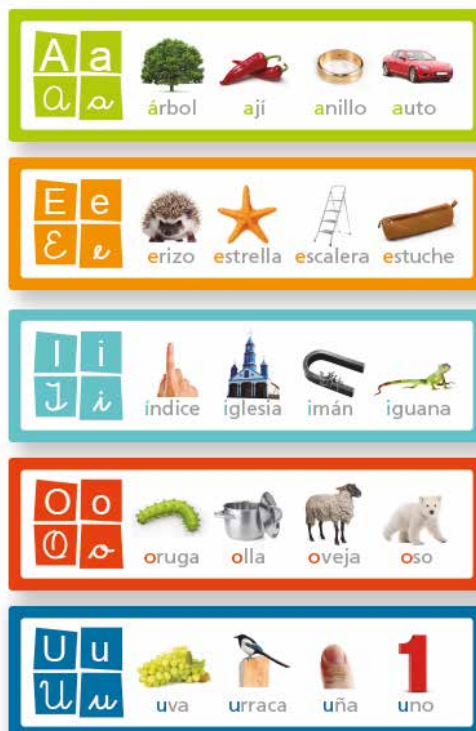 A a
A a
árbol ají anillo auto
E e
E e
erizo estrella escalera estuche
I i
I i
índice iglesia imán iguana
O o
O o
oruga olla oveja oso
U u
U u
1
uva urraca uña uno